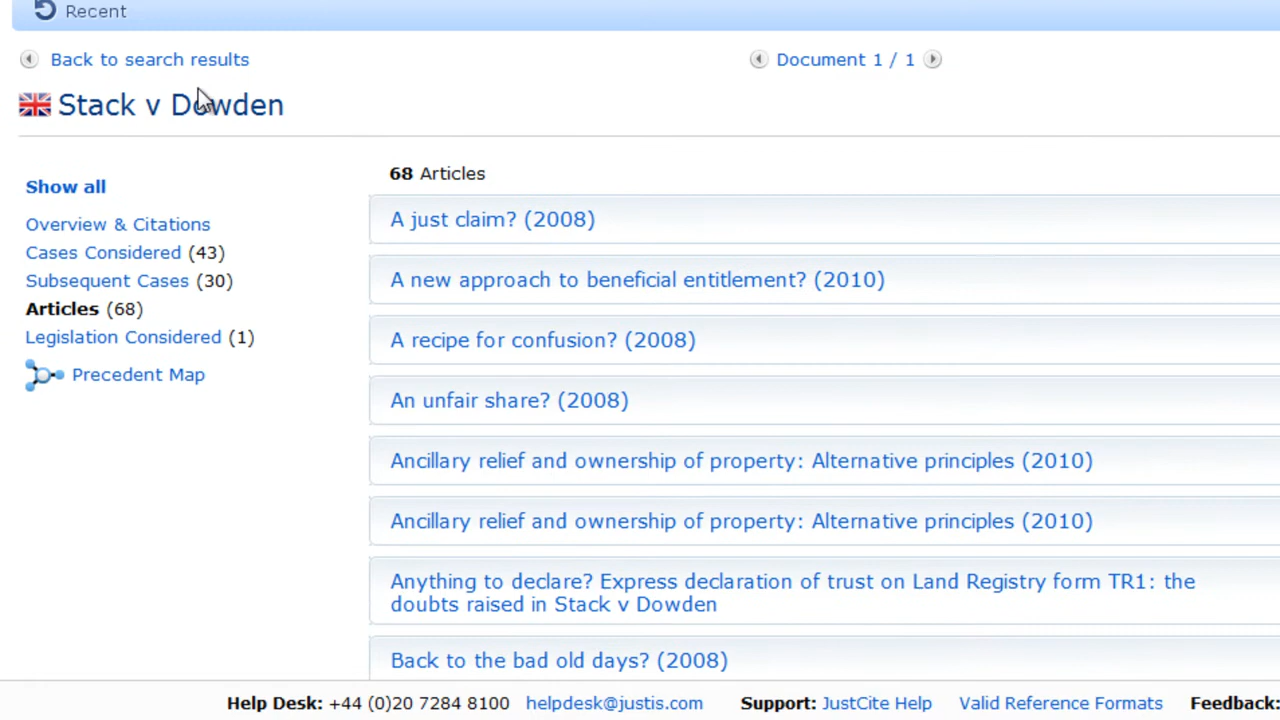 Recent
Back to search results
Document 1 / 1
Stack v Dowden
Show all
Overview & Citations
Cases Considered (43)
Subsequent Cases (30)
Articles (68)
Legislation Considered (1)
Precedent Map
68 Articles
A just claim? (2008)
A new approach to beneficial entitlement? (2010)
A recipe for confusion? (2008)
An unfair share? (2008)
Ancillary relief and ownership of property: Alternative principles (2010)
Ancillary relief and ownership of property: Alternative principles (2010)
Anything to declare? Express declaration of trust on Land Registry form TR1: the
doubts raised in Stack v Dowden
Back to the bad old days? (2008)
Help Desk: +44 (0)20 7284 8100 helpdesk@justis.com Support: JustCite Help Valid Reference Formats Feedback: